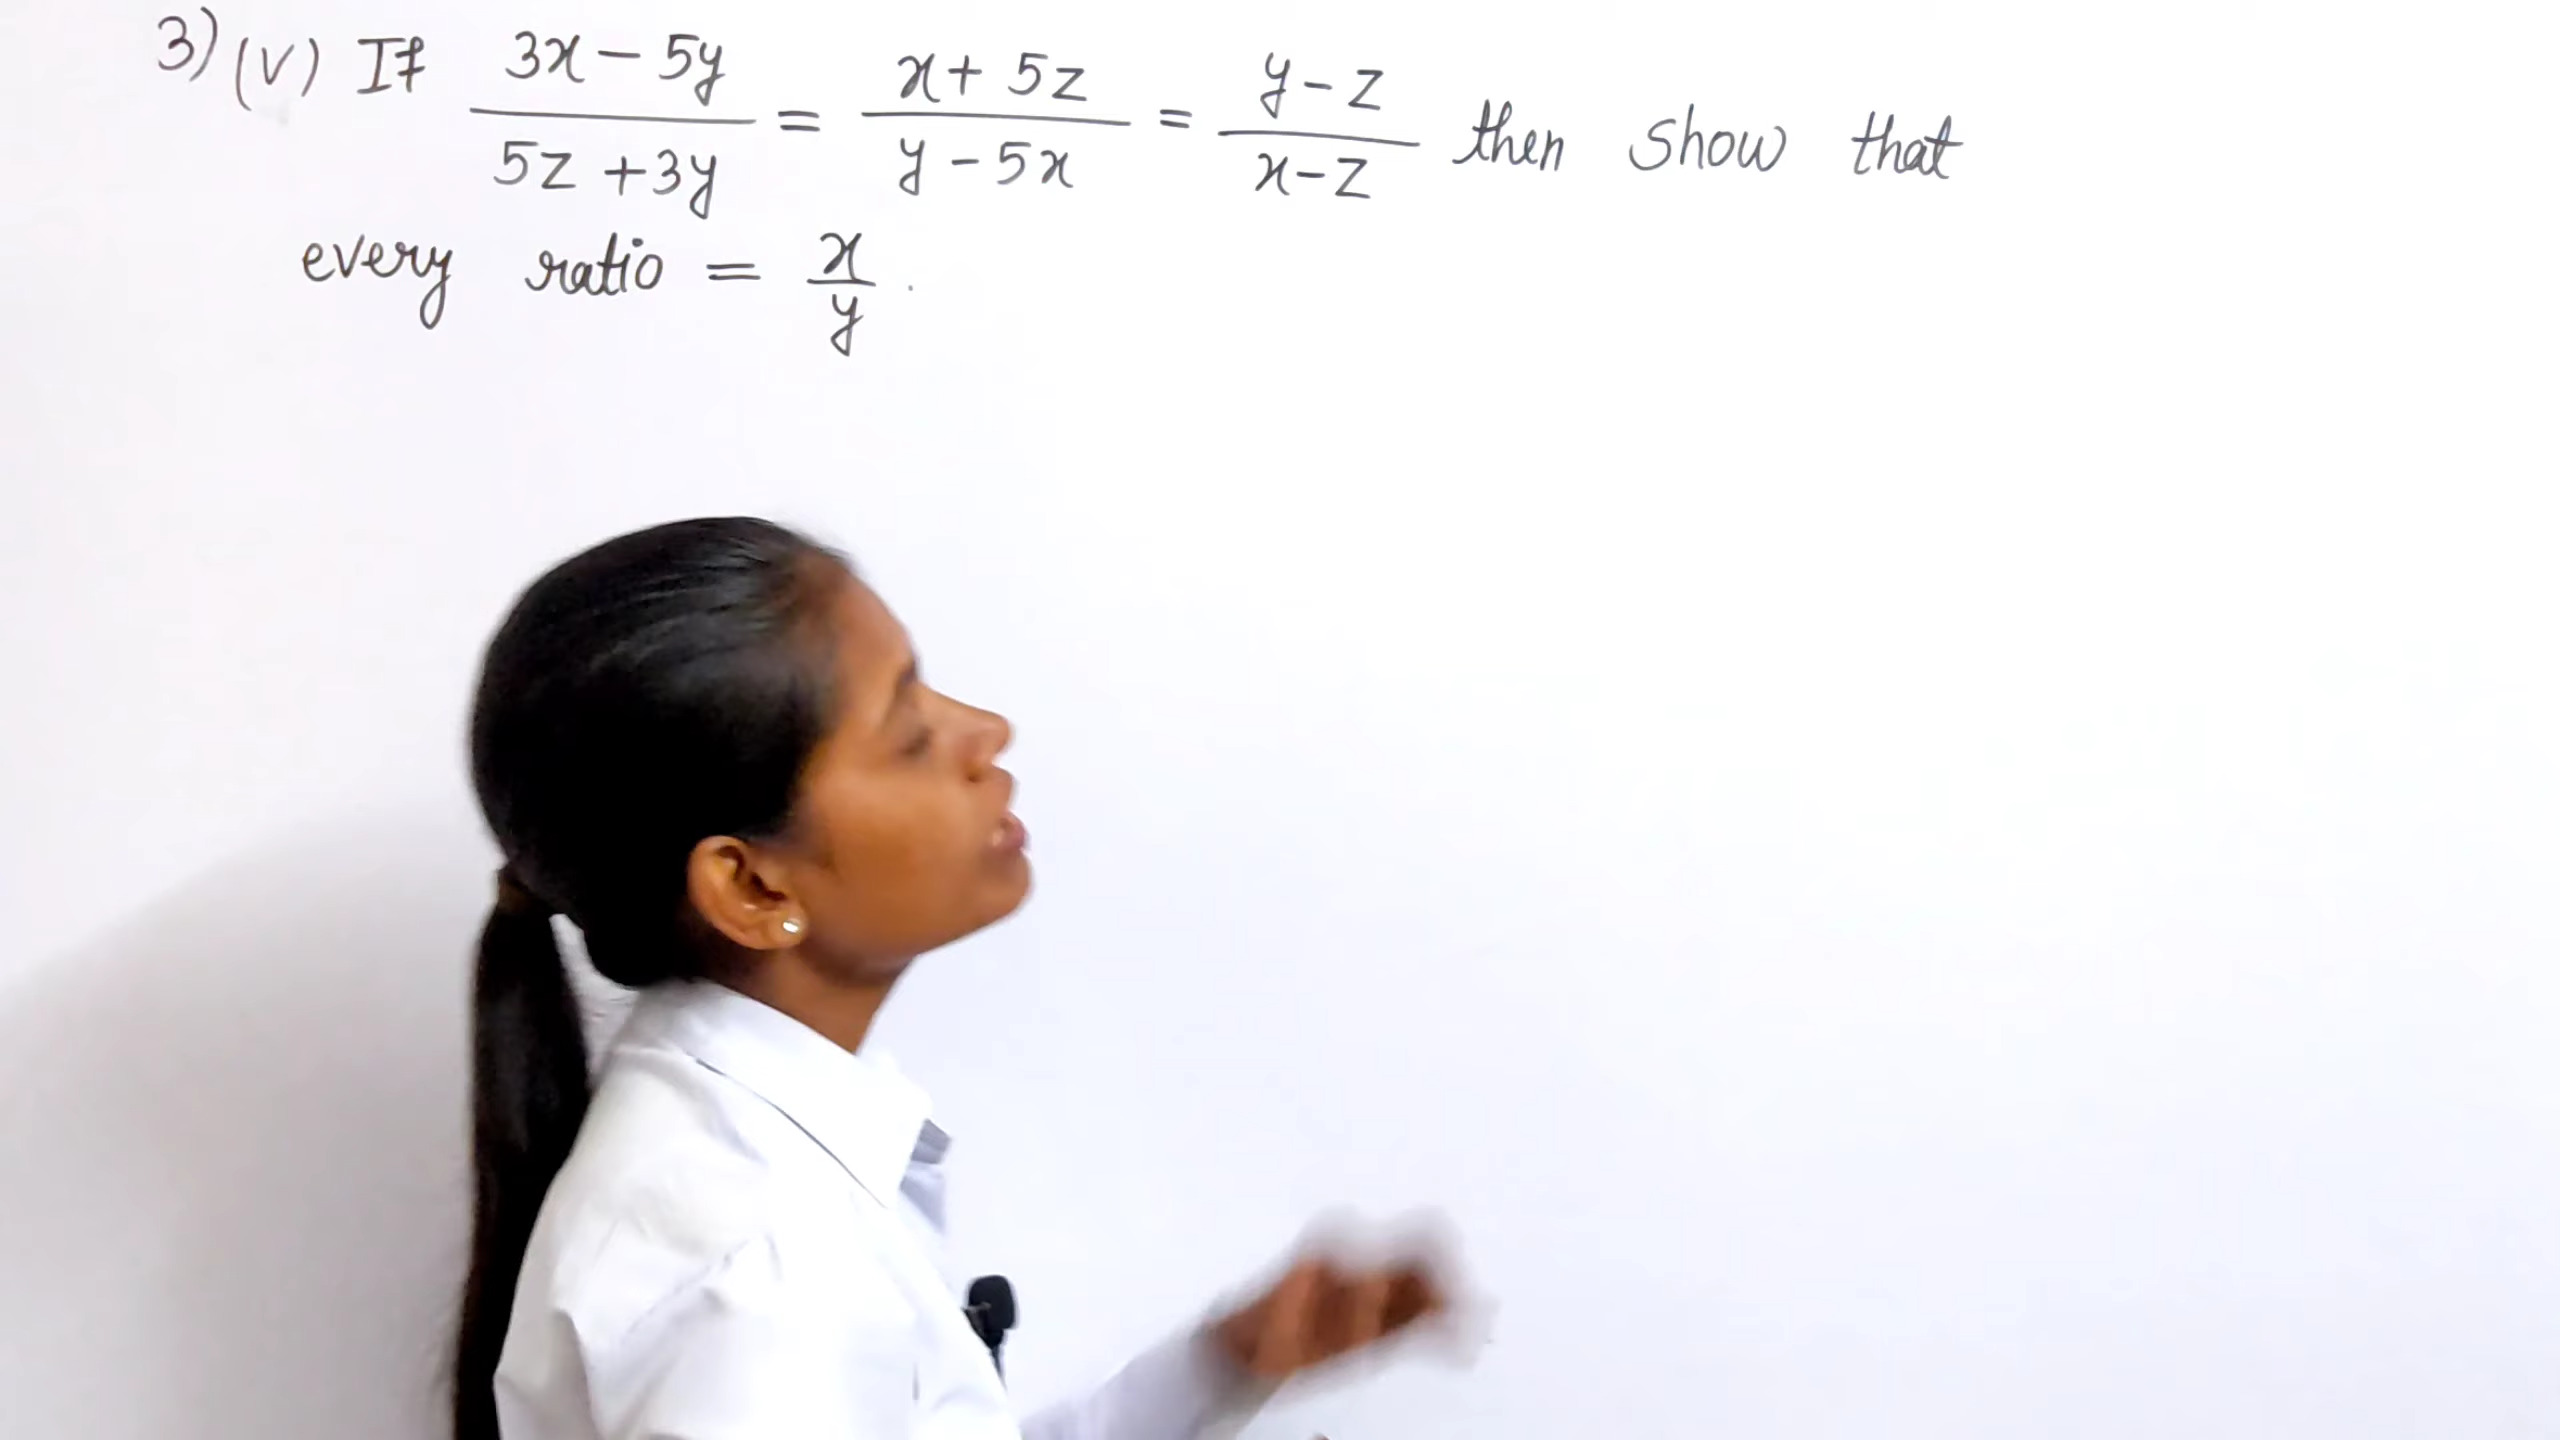 3) (V) If (3x - 5y)/(5z + 3y) = (x + 5z)/(y - 5x) = (y - z)/(x - z) then show that
every ratio = x/y.